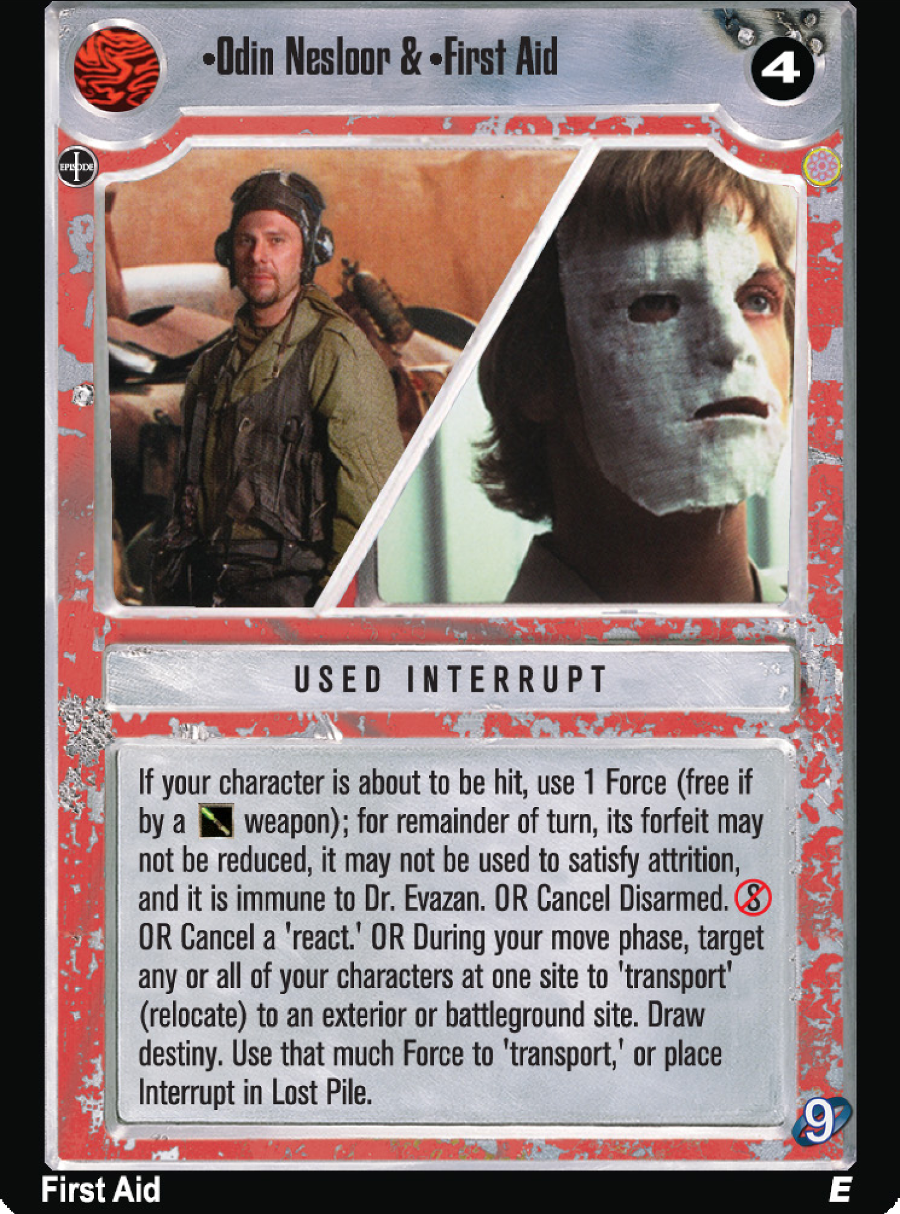 •Odin Nesloor & •First Aid
4
EPISODE I
USED INTERRUPT
If your character is about to be hit, use 1 Force (free if
by a weapon); for remainder of turn, its forfeit may
not be reduced, it may not be used to satisfy attrition,
and it is immune to Dr. Evazan. OR Cancel Disarmed. 8
OR Cancel a 'react.' OR During your move phase, target
any or all of your characters at one site to 'transport'
(relocate) to an exterior or battleground site. Draw
destiny. Use that much Force to 'transport,' or place
Interrupt in Lost Pile.
9
First Aid
E